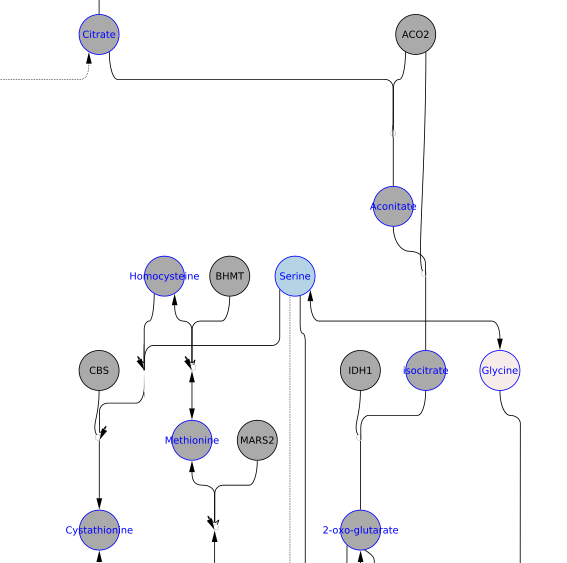 Citrate
ACO2
Aconitate
Homocysteine
BHMT
Serine
CBS
IDH1
isocitrate
Glycine
Methionine
MARS2
Cystathionine
2-oxo-glutarate